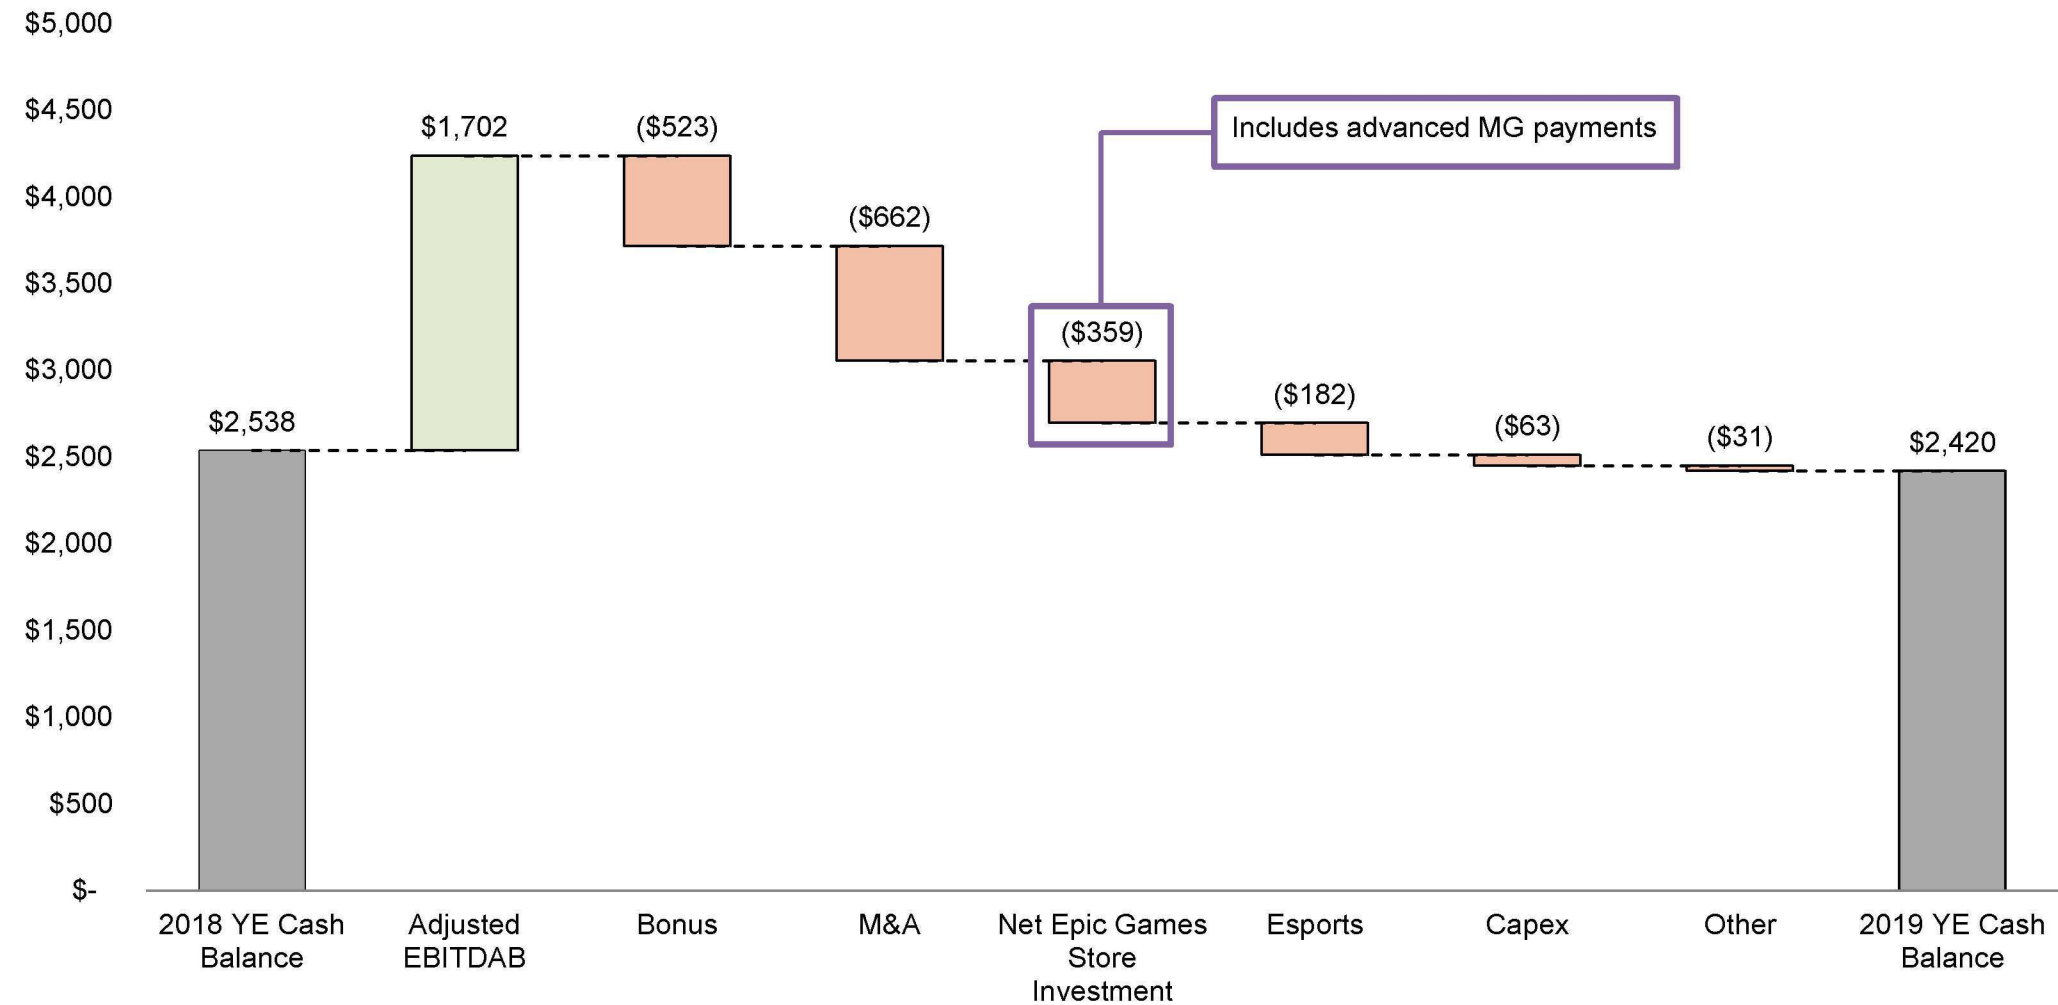 $5,000
$4,500
$4,000
$3,500
$3,000
$2,500
$2,000
$1,500
$1,000
$500
$-
$2,538
$1,702
($523)
($662)
($359)
($182)
($63)
($31)
$2,420
Includes advanced MG payments
2018 YE Cash
Balance
Adjusted
EBITDAB
Bonus
M&A
Net Epic Games
Store
Investment
Esports
Capex
Other
2019 YE Cash
Balance